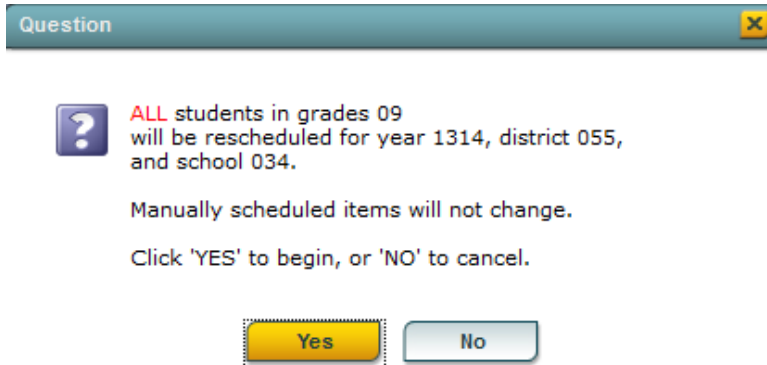 Question
ALL students in grades 09
will be rescheduled for year 1314, district 055,
and school 034.
Manually scheduled items will not change.
Click 'YES' to begin, or 'NO' to cancel.
Yes No